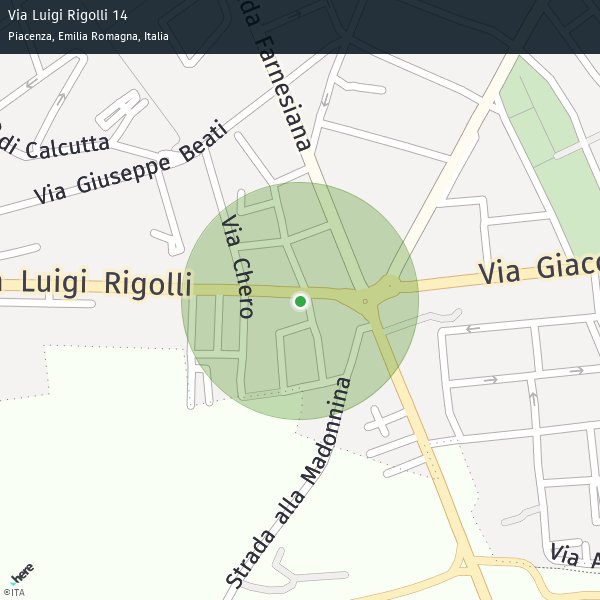 Via Luigi Rigolli 14
Piacenza, Emilia Romagna, Italia
da Farnesiana
di Calcutta
Via Giuseppe Beati
Via Chero
Luigi Rigolli
Via Giaco
Strada alla Madonnina
Via A
here
©ITA